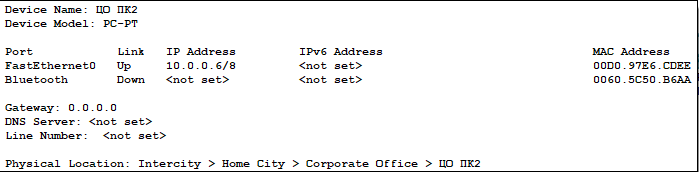 Device Name: ЦО ПК2
Device Model: PC-PT
Port Link IP Address IPv6 Address MAC Address
FastEthernet0 Up 10.0.0.6/8 <not set> 00D0.97E6.CDEE
Bluetooth Down <not set> <not set> 0060.5C50.B6AA
Gateway: 0.0.0.0
DNS Server: <not set>
Line Number: <not set>
Physical Location: Intercity > Home City > Corporate Office > ЦО ПК2